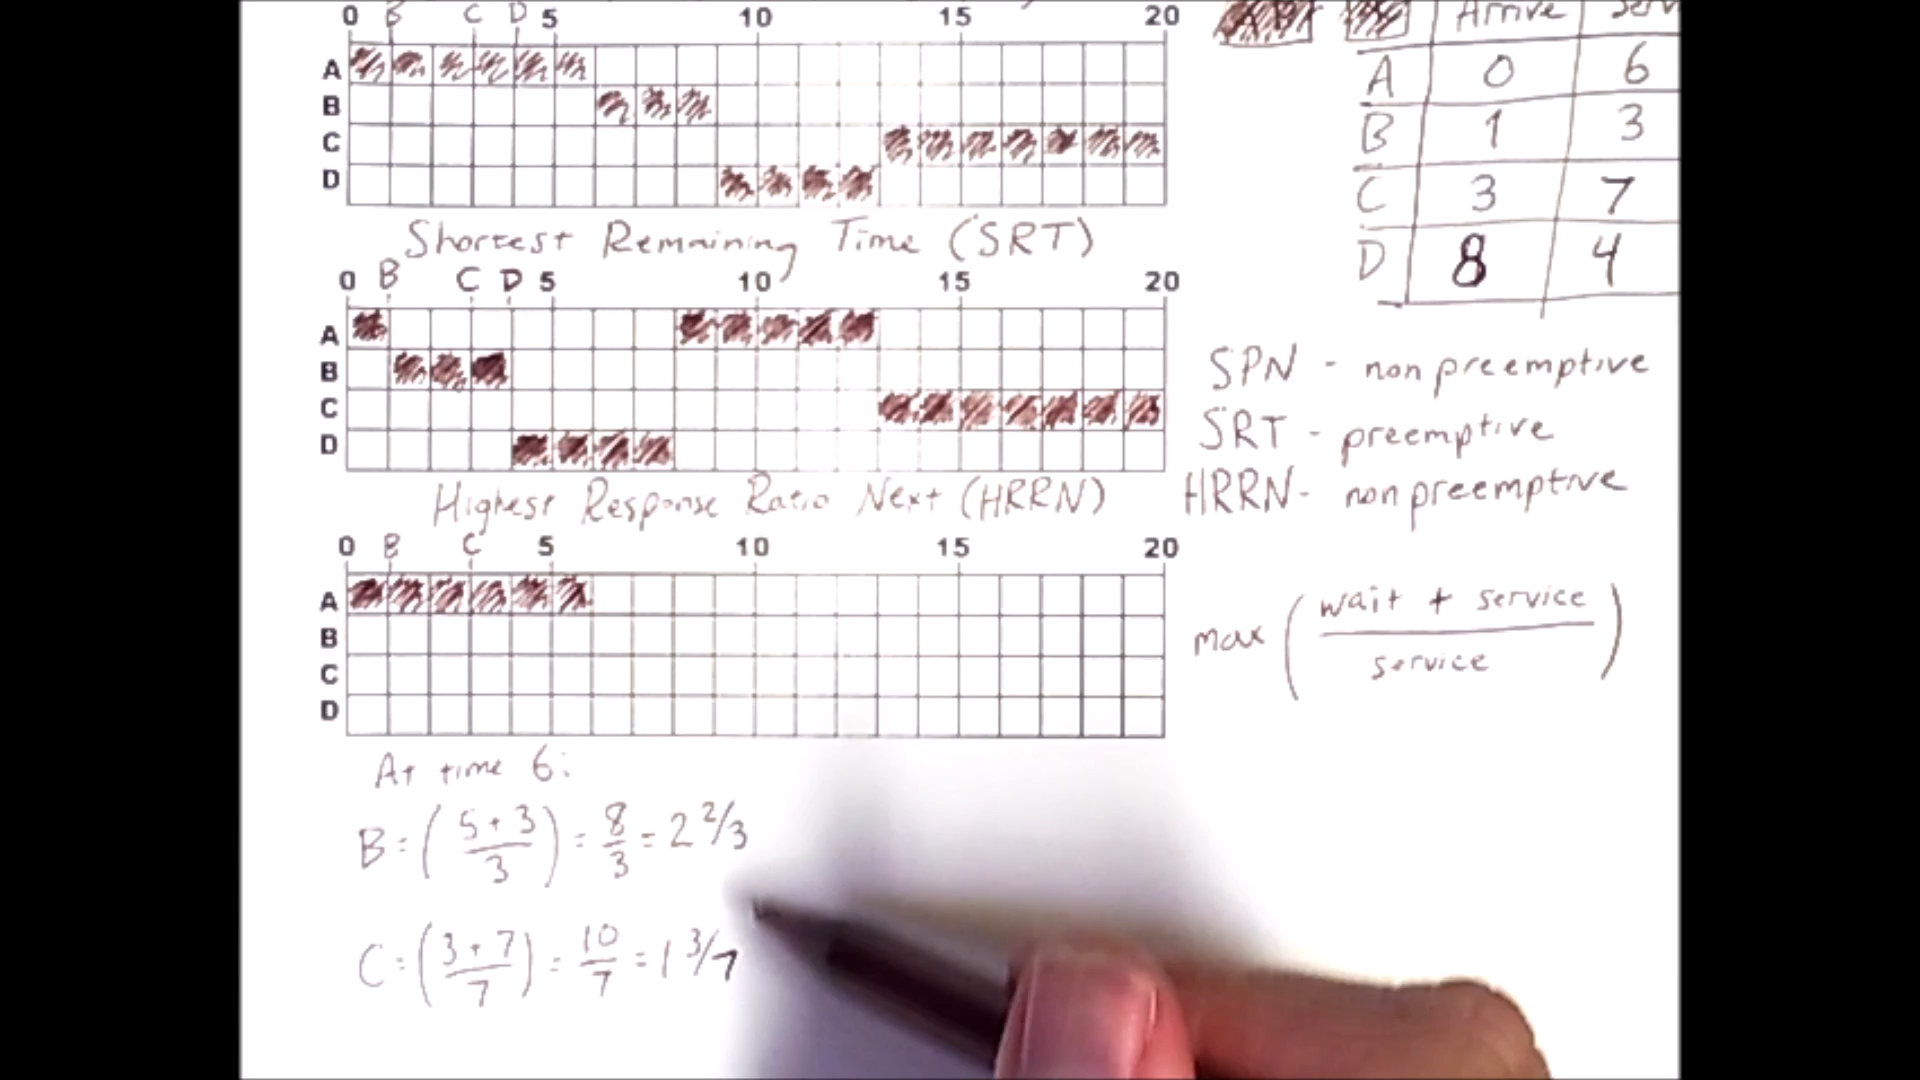 0 B C D 5 10 15 20
A
B
C
D
Shortest Remaining Time (SRT)
0 B C D 5 10 15 20
A
B
C
D
Highest Response Ratio Next (HRRN)
0 B C 5 10 15 20
A
B
C
D
At time 6:
B = (5+3/3) = 8/3 = 2 2/3
C = (3+7/7) = 10/7 = 1 3/7
Arrive
A 0 6
B 1 3
C 3 7
D 8 4
SPN - nonpreemptive
SRT - preemptive
HRRN - nonpreemptive
max (wait + service / service)